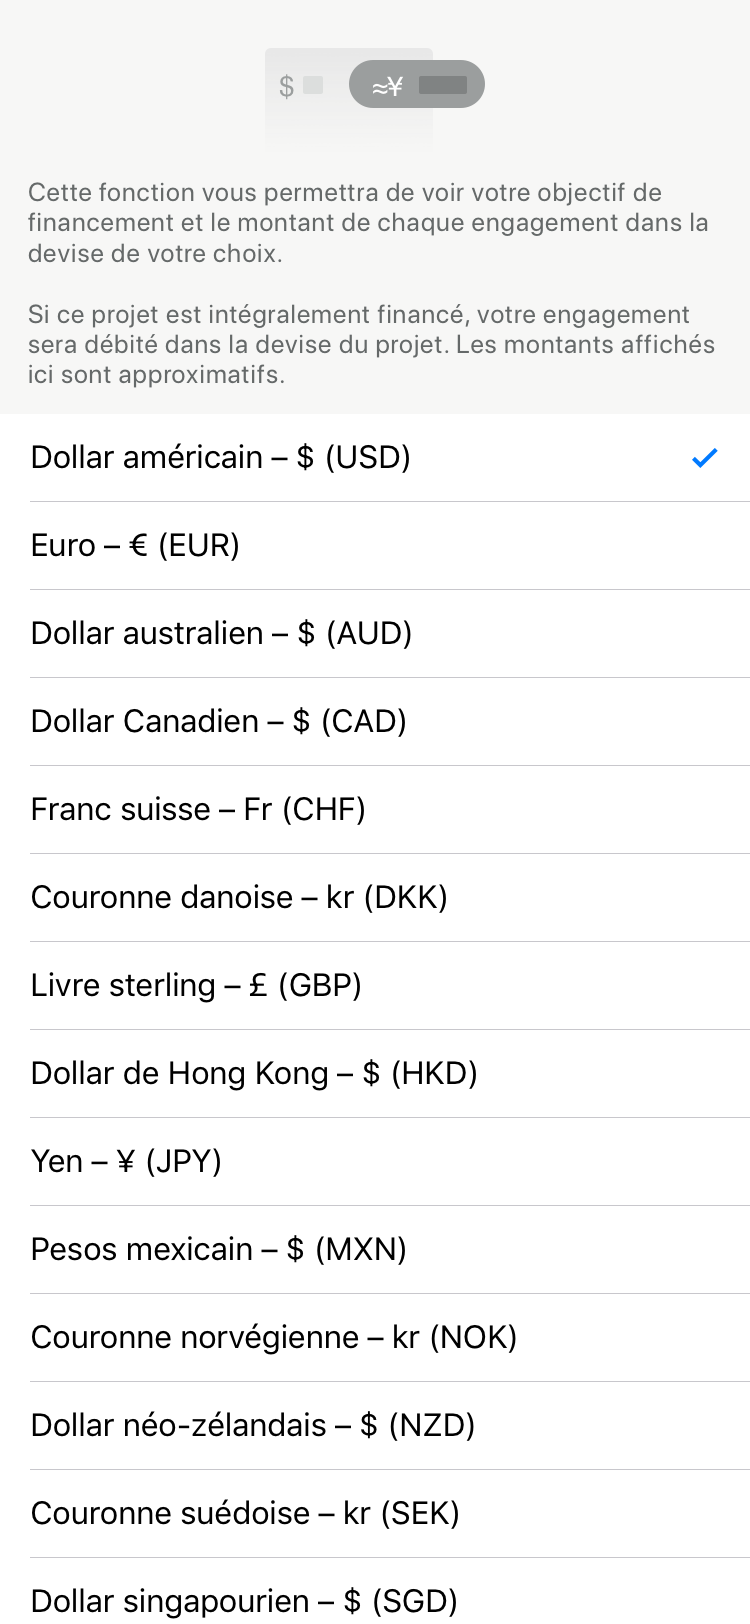 $ ≈¥
Cette fonction vous permettra de voir votre objectif de
financement et le montant de chaque engagement dans la
devise de votre choix.
Si ce projet est intégralement financé, votre engagement
sera débité dans la devise du projet. Les montants affichés
ici sont approximatifs.
Dollar américain – $ (USD)
Euro – € (EUR)
Dollar australien – $ (AUD)
Dollar Canadien – $ (CAD)
Franc suisse – Fr (CHF)
Couronne danoise – kr (DKK)
Livre sterling – £ (GBP)
Dollar de Hong Kong – $ (HKD)
Yen – ¥ (JPY)
Pesos mexicain – $ (MXN)
Couronne norvégienne – kr (NOK)
Dollar néo-zélandais – $ (NZD)
Couronne suédoise – kr (SEK)
Dollar singapourien – $ (SGD)